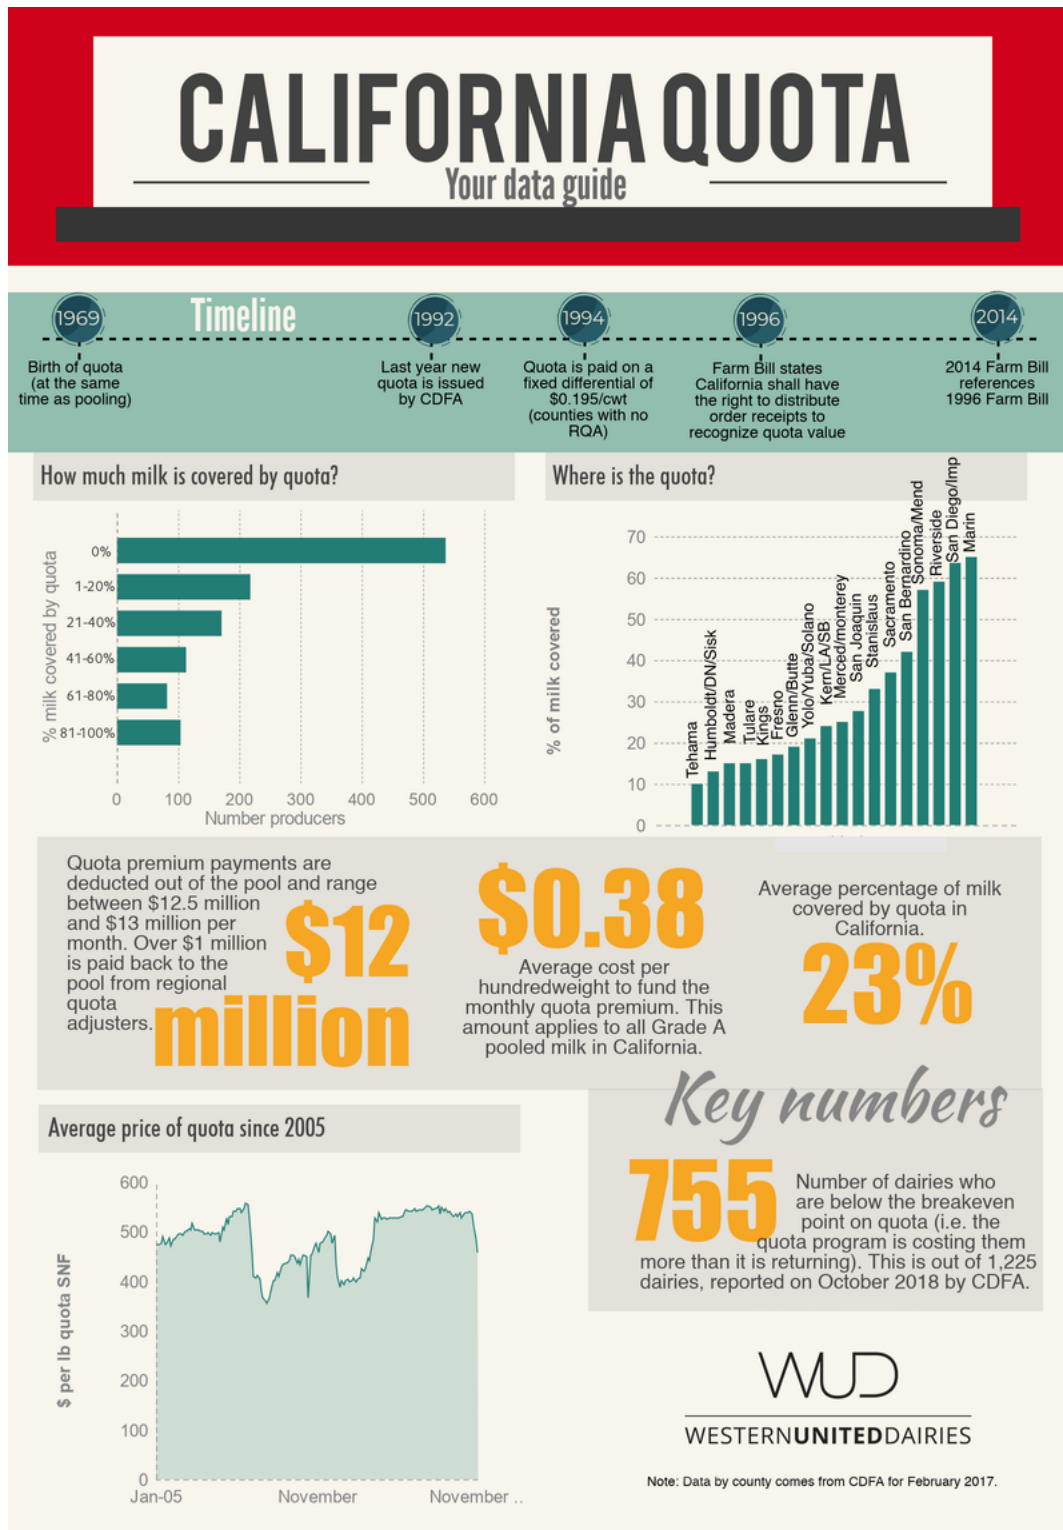 CALIFORNIA QUOTA
Your data guide
Timeline
1969
Birth of quota
(at the same
time as pooling)
1992
Last year new
quota is issued
by CDFA
1994
Quota is paid on a
fixed differential of
$0.195/cwt
(counties with no
RQA)
1996
Farm Bill states
California shall have
the right to distribute
order receipts to
recognize quota value
2014
2014 Farm Bill
references
1996 Farm Bill
How much milk is covered by quota?
% milk covered by quota
0%
1-20%
21-40%
41-60%
61-80%
81-100%
0 100 200 300 400 500 600
Number producers
Where is the quota?
% of milk covered
70
60
50
40
30
20
10
0
Tehama
Humboldt/DN/Sisk
Madera
Tulare
Kings
Fresno
Glenn/Butte
Yolo/Yuba/Solano
Kern/LA/SB
Merced/monterey
San Joaquin
Stanislaus
Sacramento
San Bernardino
Sonoma/Mend
Riverside
San Diego/Imp
Marin
Quota premium payments are
deducted out of the pool and range
between $12.5 million
and $13 million per
month. Over $1 million
is paid back to the
pool from regional
quota
adjusters.
$12
million
$0.38
Average cost per
hundredweight to fund the
monthly quota premium. This
amount applies to all Grade A
pooled milk in California.
Average percentage of milk
covered by quota in
California.
23%
Key numbers
755
Number of dairies who
are below the breakeven
point on quota (i.e. the
quota program is costing them
more than it is returning). This is out of 1,225
dairies, reported on October 2018 by CDFA.
Average price of quota since 2005
$ per lb quota SNF
600
500
400
300
200
100
0
Jan-05 November November ..
WUD
WESTERNUNITEDDAIRIES
Note: Data by county comes from CDFA for February 2017.